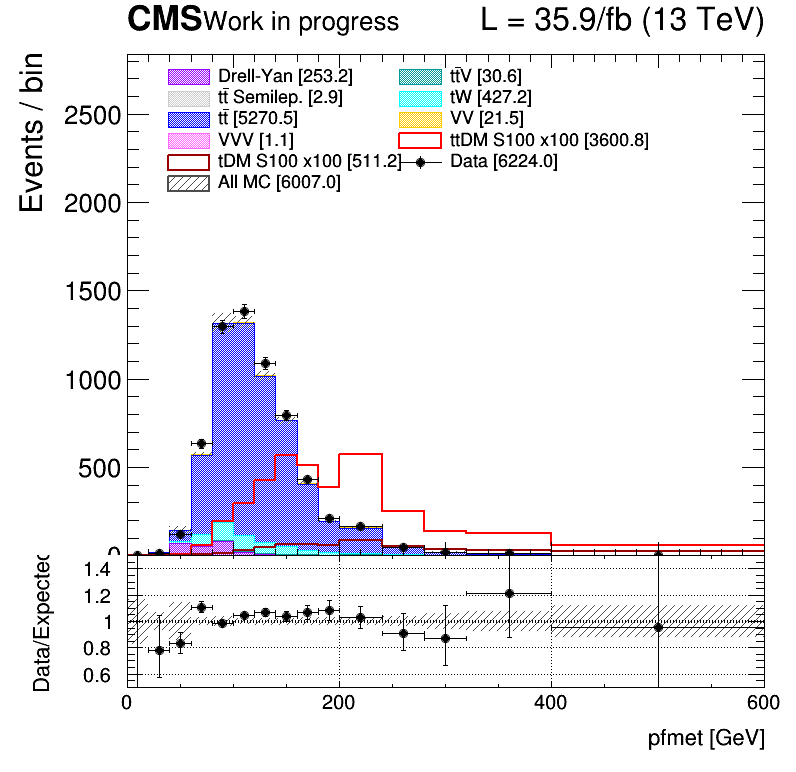 CMS Work in progress L = 35.9/fb (13 TeV)
Events / bin
Drell-Yan [253.2] tt̄V [30.6]
tt̄ Semilep. [2.9] tW [427.2]
tt̄ [5270.5] VV [21.5]
VVV [1.1] ttDM S100 x100 [3600.8]
tDM S100 x100 [511.2] Data [6224.0]
All MC [6007.0]
2500
2000
1500
1000
500
0
Data/Expected
1.4
1.2
1
0.8
0.6
0 200 400 600
pfmet [GeV]